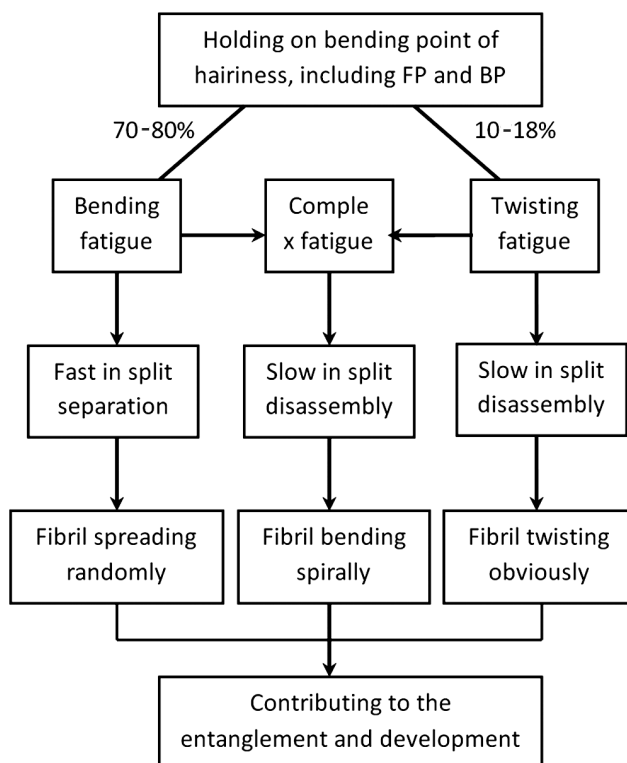 Holding on bending point of
hairiness, including FP and BP
70-80%
10-18%
Bending
fatigue
Comple
x fatigue
Twisting
fatigue
Fast in split
separation
Slow in split
disassembly
Slow in split
disassembly
Fibril spreading
randomly
Fibril bending
spirally
Fibril twisting
obviously
Contributing to the
entanglement and development